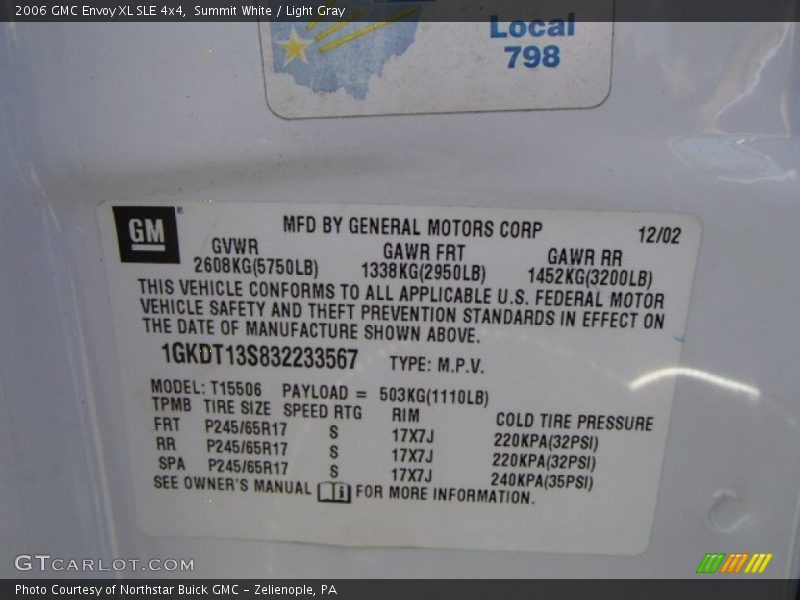 2006 GMC Envoy XL SLE 4x4, Summit White / Light Gray
Local
798
GM
MFD BY GENERAL MOTORS CORP 12/02
GVWR GAWR FRT GAWR RR
2608KG(5750LB) 1338KG(2950LB) 1452KG(3200LB)
THIS VEHICLE CONFORMS TO ALL APPLICABLE U.S. FEDERAL MOTOR
VEHICLE SAFETY AND THEFT PREVENTION STANDARDS IN EFFECT ON
THE DATE OF MANUFACTURE SHOWN ABOVE.
1GKDT13S832233567 TYPE: M.P.V.
MODEL: T15506 PAYLOAD = 503KG(1110LB)
TPMB TIRE SIZE SPEED RTG RIM COLD TIRE PRESSURE
FRT P245/65R17 S 17X7J 220KPA(32PSI)
RR P245/65R17 S 17X7J 220KPA(32PSI)
SPA P245/65R17 S 17X7J 240KPA(35PSI)
SEE OWNER'S MANUAL FOR MORE INFORMATION.
GTCARLOT.COM
Photo Courtesy of Northstar Buick GMC - Zelienople, PA